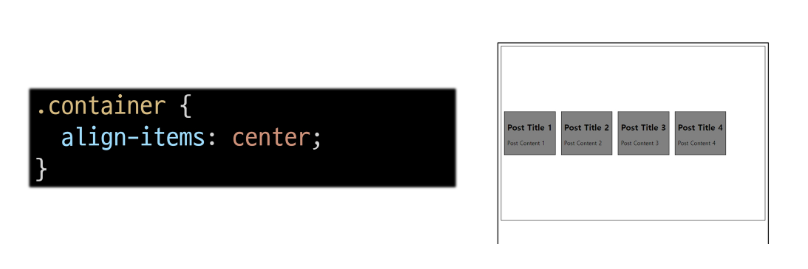 .container {
  align-items: center;
}
Post Title 1 Post Title 2 Post Title 3 Post Title 4
Post Content 1 Post Content 2 Post Content 3 Post Content 4